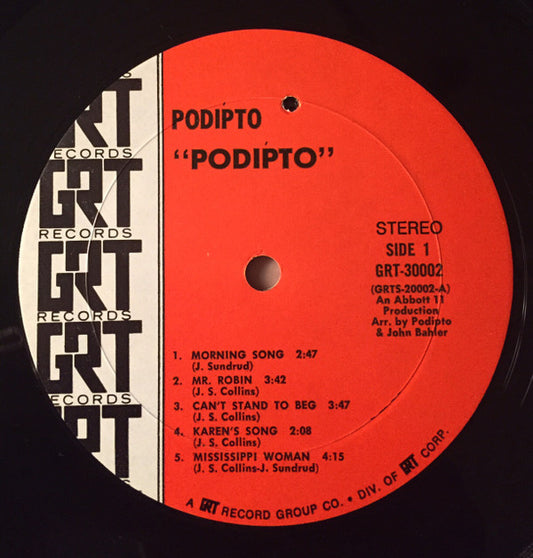 PODIPTO
"PODIPTO"
STEREO
SIDE 1
GRT-30002
(GRTS-20002-A)
An Abbott 11
Production
Arr. by Podipto
& John Bahler
1. MORNING SONG 2:47
(J. Sundrud)
2. MR. ROBIN 3:42
(J. S. Collins)
3. CAN'T STAND TO BEG 3:47
(J. S. Collins)
4. KAREN'S SONG 2:08
(J. S. Collins)
5. MISSISSIPPI WOMAN 4:15
(J. S. Collins-J. Sundrud)
A GRT RECORD GROUP CO. • DIV. OF GRT CORP.
GRT
RECORDS
GRT
RECORDS
GRT
RECORDS
GRT
RECORDS
GRT